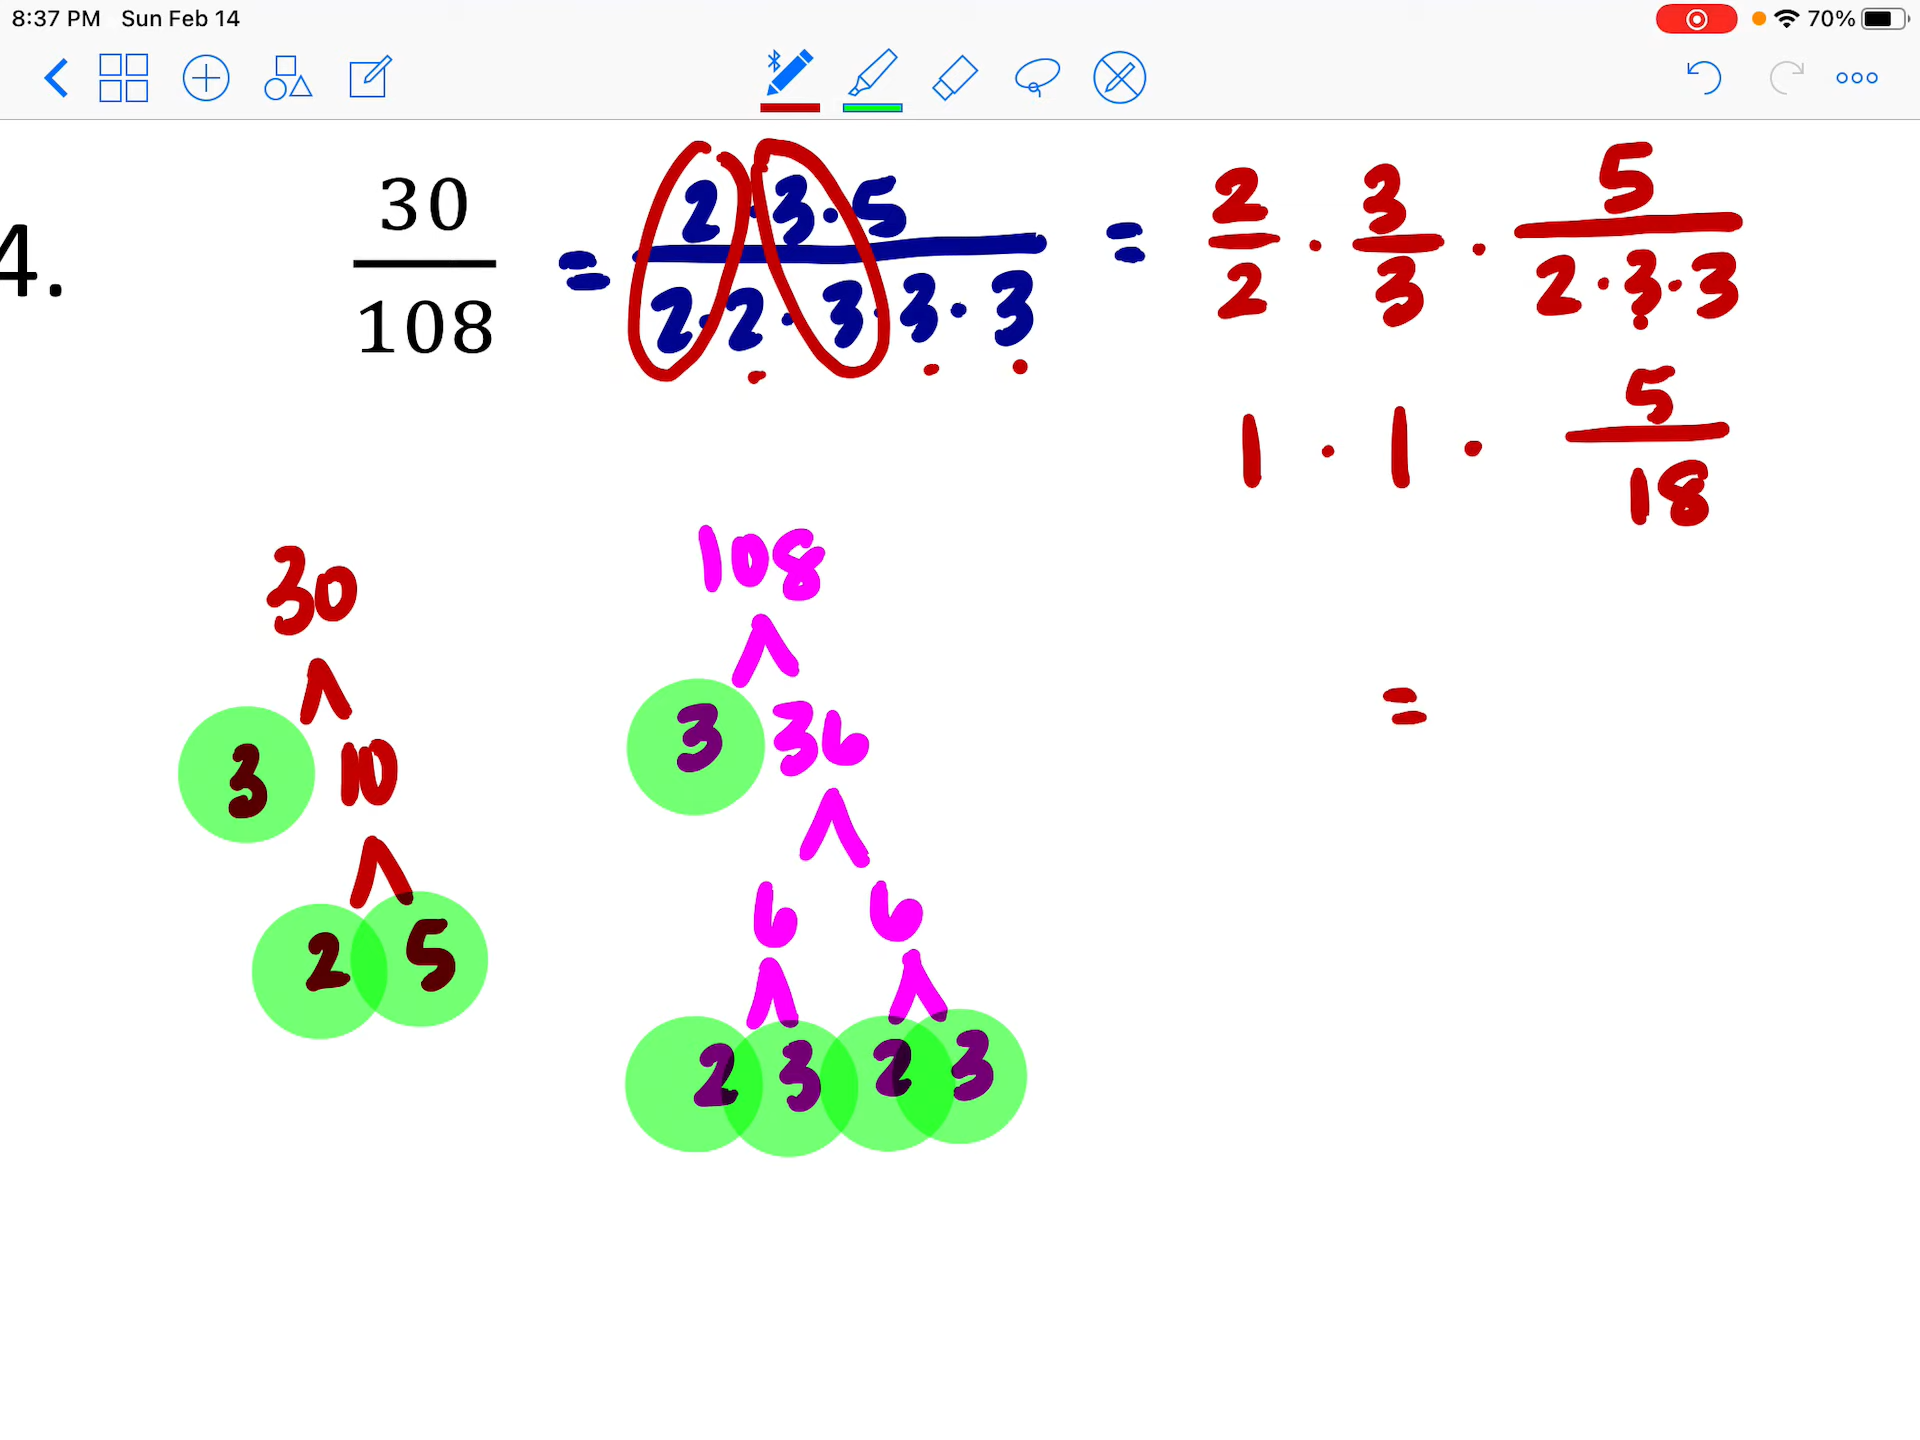 8:37 PM Sun Feb 14 70%
4. 30/108 = 2·3·5/2·2·3·3·3 = 2/2 · 3/3 · 5/2·3·3
1 · 1 · 5/18
=
30
3 10
2 5
108
3 36
6 6
2 3 2 3